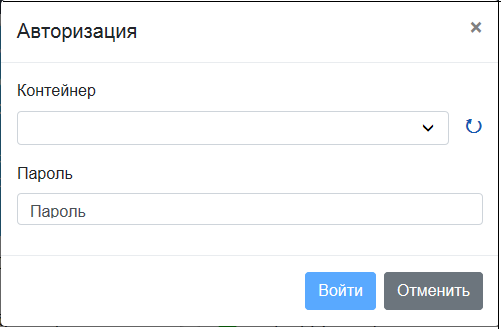 Авторизация
×
Контейнер
Пароль
Пароль
Войти Отменить